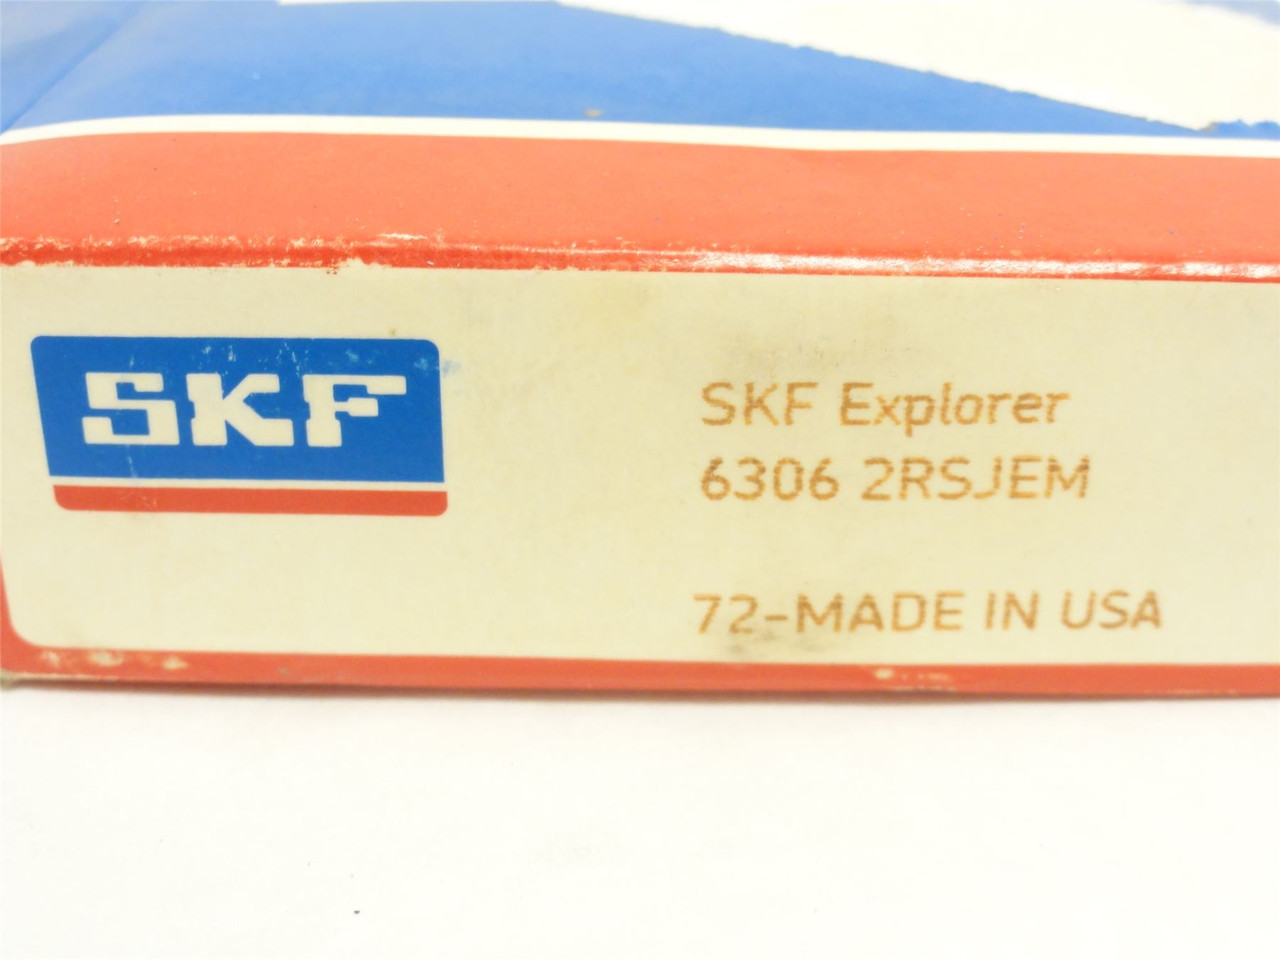 SKF
SKF Explorer
6306 2RSJEM
72-MADE IN USA